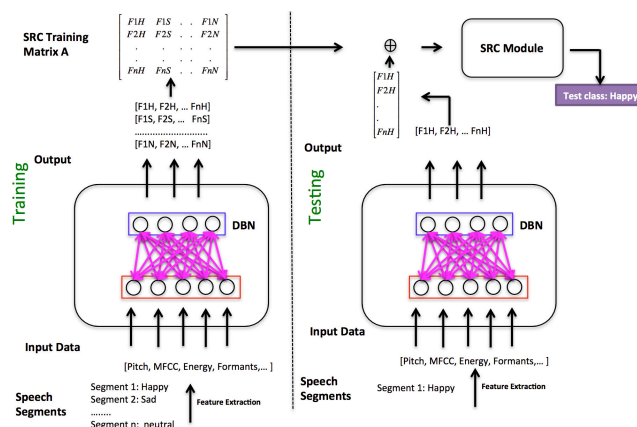 SRC Training
Matrix A
F1H F1S . . F1N
F2H F2S . . F2N
. . . .
. . . .
FnH FnS . . FnN
[F1H, F2H, ... FnH]
[F1S, F2S, ... FnS]
........................
[F1N, F2N, ... FnN]
Output
Training
DBN
Input Data
[Pitch, MFCC, Energy, Formants,... ]
Segment 1: Happy
Segment 2: Sad
........
Segment n: neutral
Speech
Segments
Feature Extraction
⊕
SRC Module
Test class: Happy
F1H
F2H
.
.
FnH
[F1H, F2H, ... FnH]
Output
Testing
DBN
Input Data
[Pitch, MFCC, Energy, Formants,... ]
Speech
Segments
Segment 1: Happy
Feature Extraction